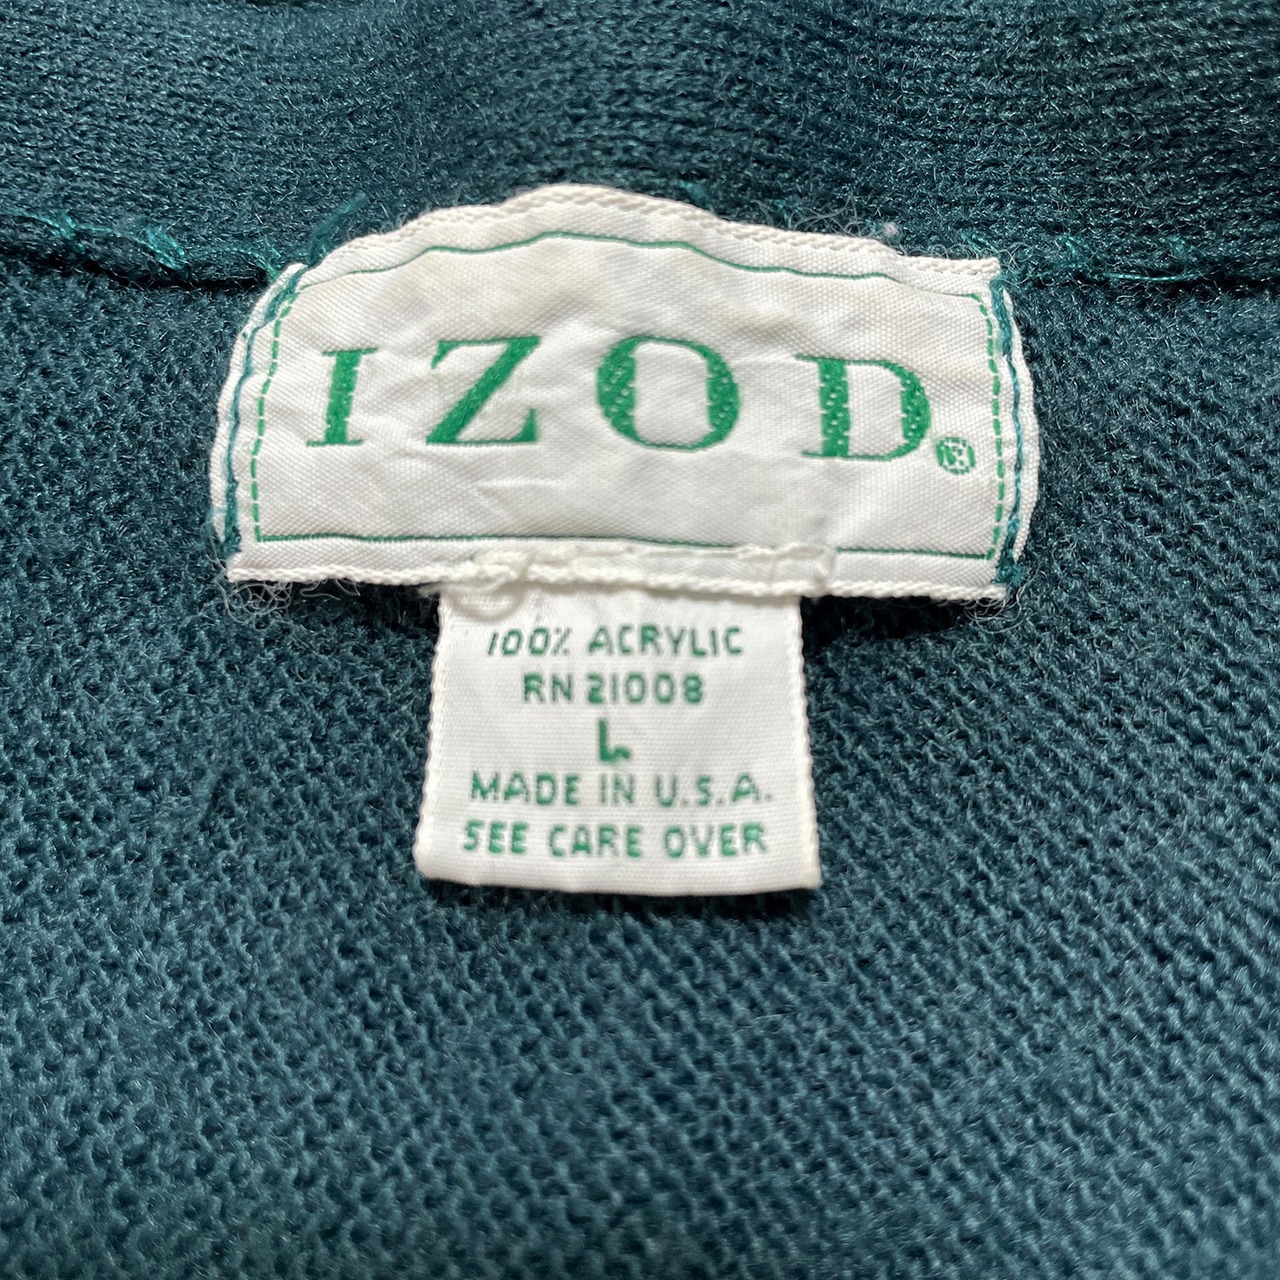 IZOD®
100% ACRYLIC
RN 21008
L
MADE IN U.S.A.
SEE CARE OVER